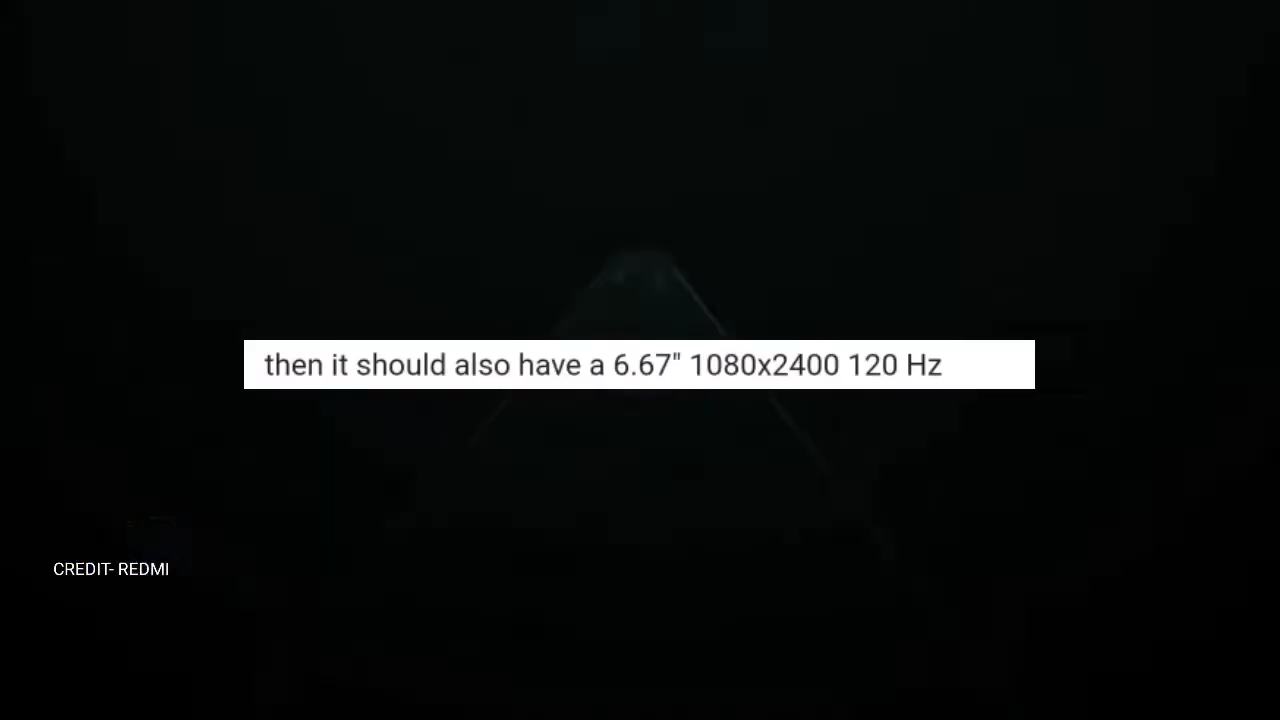 then it should also have a 6.67" 1080x2400 120 Hz
CREDIT- REDMI